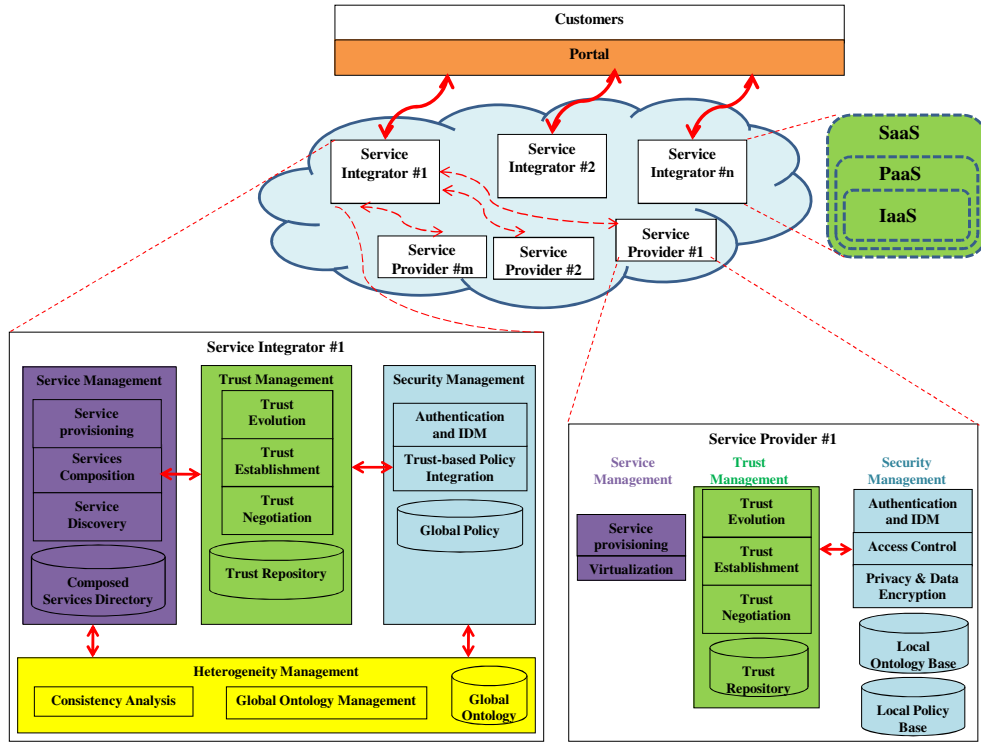 Customers
Portal
Service
Integrator #1
Service
Integrator #2
Service
Integrator #n
SaaS
PaaS
IaaS
Service
Provider #m
Service
Provider #2
Service
Provider #1
Service Integrator #1
Service Management
Service
provisioning
Services
Composition
Service
Discovery
Composed
Services Directory
Trust Management
Trust
Evolution
Trust
Establishment
Trust
Negotiation
Trust Repository
Security Management
Authentication
and IDM
Trust-based Policy
Integration
Global Policy
Heterogeneity Management
Consistency Analysis
Global Ontology Management
Global
Ontology
Service Provider #1
Service
Management
Service
provisioning
Virtualization
Trust
Management
Trust
Evolution
Trust
Establishment
Trust
Negotiation
Trust
Repository
Security
Management
Authentication
and IDM
Access Control
Privacy & Data
Encryption
Local
Ontology Base
Local Policy
Base